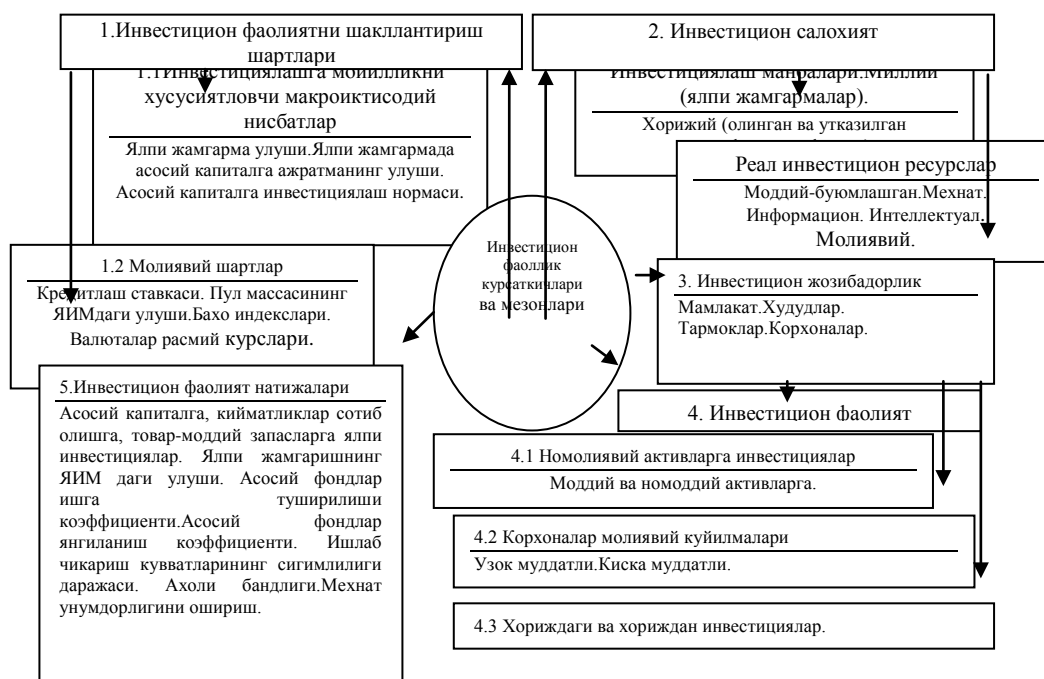 1.Инвестицион фаолиятни шакллантириш
шартлари
1.1Инвестициялашга мойилликни
хусусиятловчи макроиктисодий
нисбатлар
Ялпи жамгарма улуши.Ялпи жамгармада
асосий капиталга ажратманинг улуши.
Асосий капиталга инвестициялаш нормаси.
1.2 Молиявий шартлар
Кредитлаш ставкаси. Пул массасининг
ЯИМдаги улуши.Бахо индекслари.
Валюталар расмий курслари.
2. Инвестицион салохият
Инвестициялаш манбалари.Миллий
(ялпи жамгармалар).
Хорижий (олинган ва утказилган
Реал инвестицион ресурслар
Моддий-буюмлашган.Мехнат.
Информацион. Интеллектуал.
Молиявий.
Инвестицион
фаоллик
курсаткичлари
ва мезонлари
3. Инвестицион жозибадорлик
Мамлакат.Худудлар.
Тармоклар.Корхоналар.
4. Инвестицион фаолият
4.1 Номолиявий активларга инвестициялар
Моддий ва номоддий активларга.
4.2 Корхоналар молиявий куйилмалари
Узок муддатли.Киска муддатли.
4.3 Хориждаги ва хориждан инвестициялар.
5.Инвестицион фаолият натижалари
Асосий капиталга, кийматликлар сотиб
олишга, товар-моддий запасларга ялпи
инвестициялар. Ялпи жамгаришнинг
ЯИМ даги улуши. Асосий фондлар
ишга туширилиши
коэффициенти.Асосий фондлар
янгиланиш коэффициенти. Ишлаб
чикариш кувватларининг сигимлилиги
даражаси. Ахоли бандлиги.Мехнат
унумдорлигини ошириш.